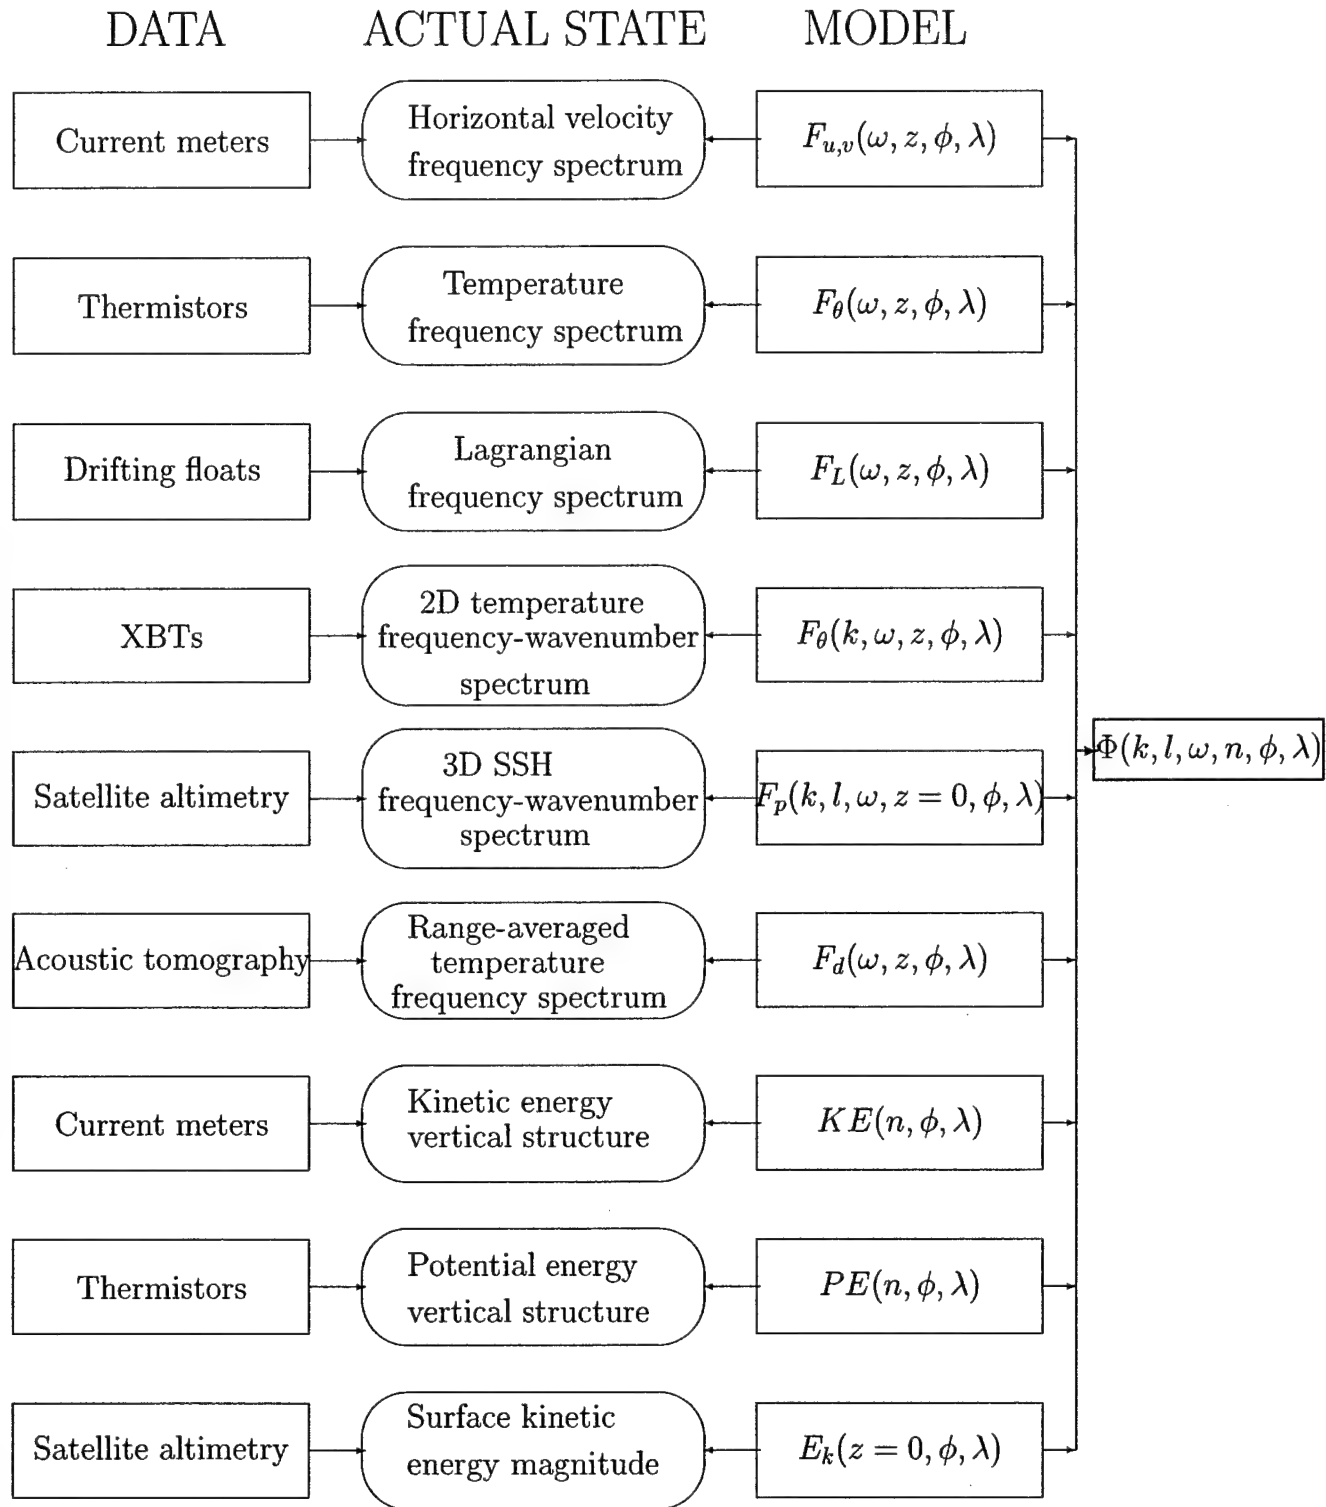 DATA ACTUAL STATE MODEL
Current meters
Horizontal velocity
frequency spectrum
F_{u,v}(ω, z, ϕ, λ)
Thermistors
Temperature
frequency spectrum
F_θ(ω, z, ϕ, λ)
Drifting floats
Lagrangian
frequency spectrum
F_L(ω, z, ϕ, λ)
XBTs
2D temperature
frequency-wavenumber
spectrum
F_θ(k, ω, z, ϕ, λ)
Φ(k, l, ω, n, ϕ, λ)
Satellite altimetry
3D SSH
frequency-wavenumber
spectrum
F_p(k, l, ω, z = 0, ϕ, λ)
Acoustic tomography
Range-averaged
temperature
frequency spectrum
F_d(ω, z, ϕ, λ)
Current meters
Kinetic energy
vertical structure
KE(n, ϕ, λ)
Thermistors
Potential energy
vertical structure
PE(n, ϕ, λ)
Satellite altimetry
Surface kinetic
energy magnitude
E_k(z = 0, ϕ, λ)